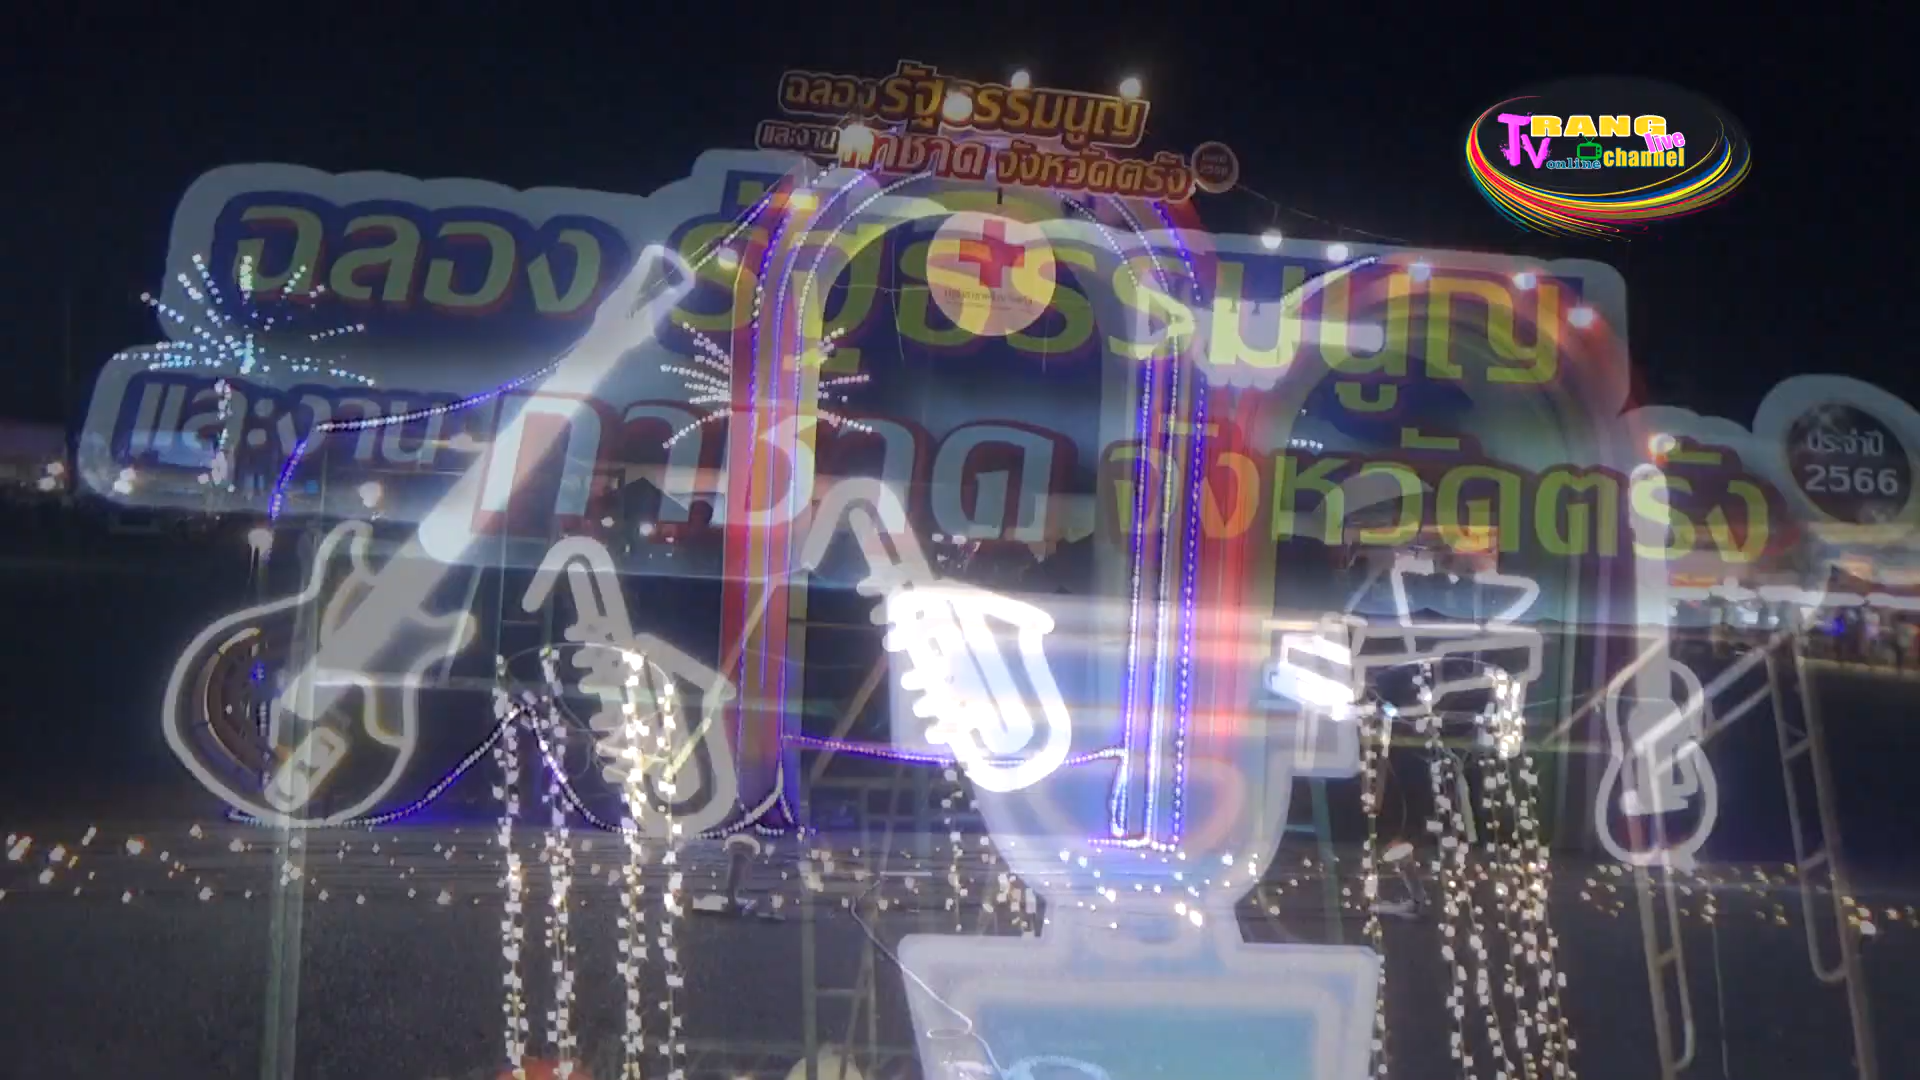 ฉลองรัฐธรรมนูญ
และงานกาชาด จังหวัดตรัง
TRANG
TV live
online channel
ฉลองรัฐธรรมนูญ
และงานกาชาด จังหวัดตรัง
ประจำปี
2566